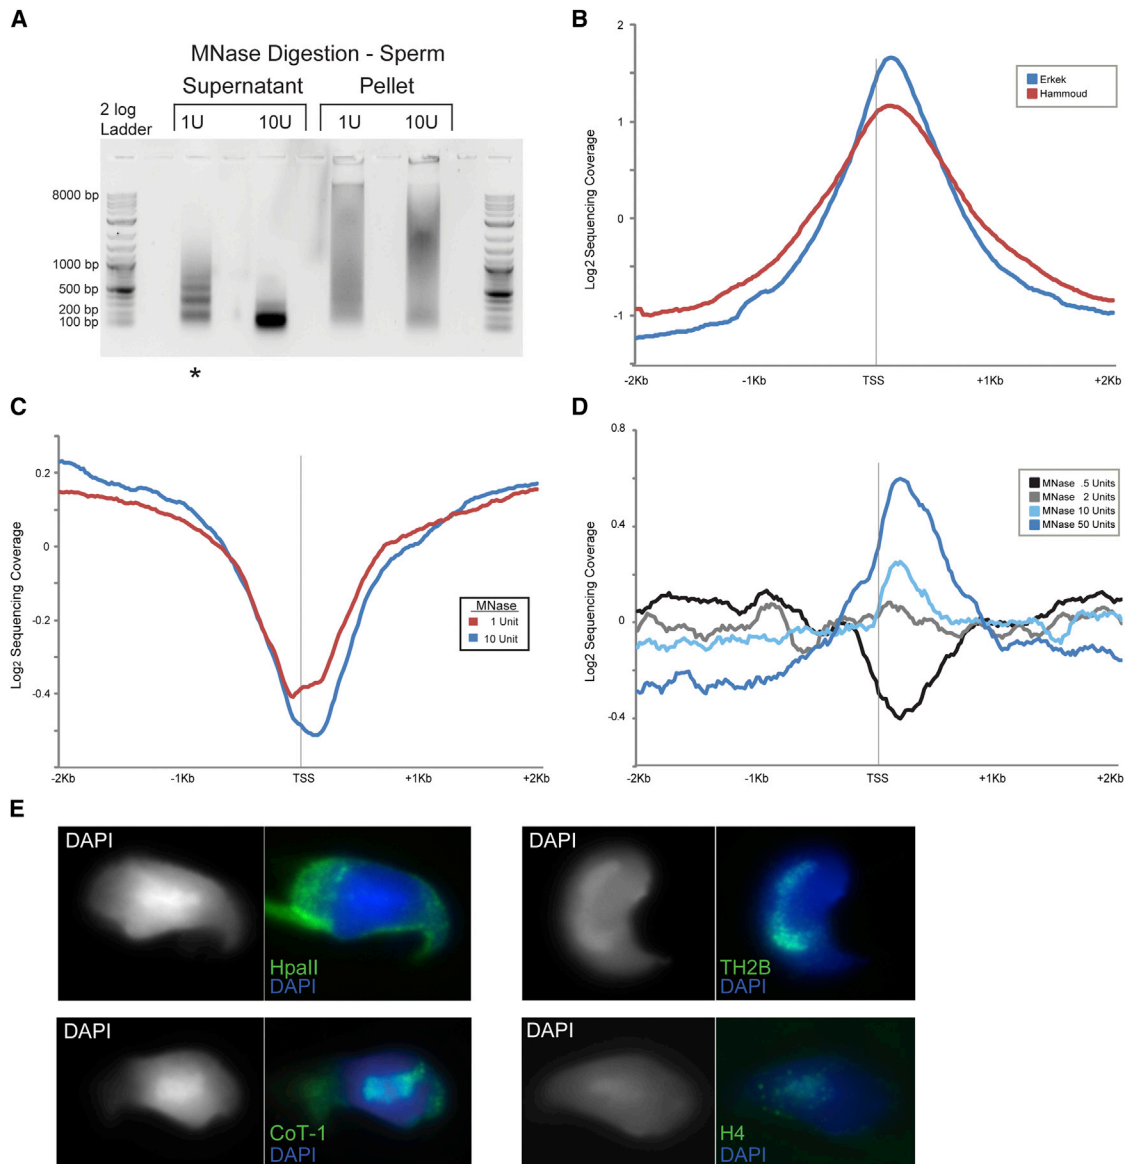 A
MNase Digestion - Sperm
Supernatant
Pellet
2 log
Ladder
1U
10U
1U
10U
8000 bp
1000 bp
500 bp
200 bp
100 bp
*
B
Log2 Sequencing Coverage
2
1
0
-1
-2Kb
-1Kb
TSS
+1Kb
+2Kb
Erkek
Hammoud
C
Log2 Sequencing Coverage
0.2
0
-0.2
-0.4
-2Kb
-1Kb
TSS
+1Kb
+2Kb
MNase
1 Unit
10 Unit
D
Log2 Sequencing Coverage
0.8
0.4
0
-0.4
-2Kb
-1Kb
TSS
+1Kb
+2Kb
MNase .5 Units
MNase 2 Units
MNase 10 Units
MNase 50 Units
E
DAPI
HpaII
DAPI
DAPI
TH2B
DAPI
DAPI
CoT-1
DAPI
DAPI
H4
DAPI